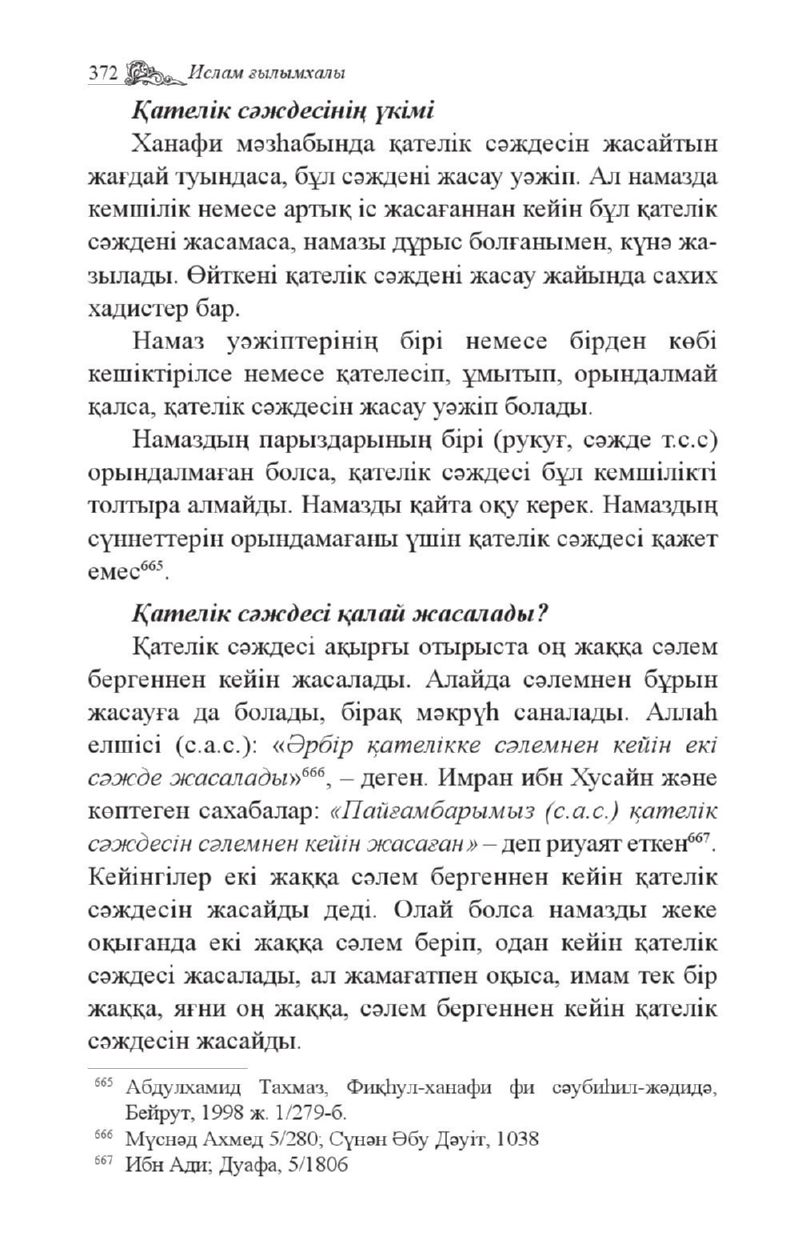 372 Ислам ғылымхалы
Қателік сәждесінің үкімі
Ханафи мәзһабында қателік сәждесін жасайтын
жағдай туындаса, бұл сәждені жасау уәжіп. Ал намазда
кемшілік немесе артық іс жасағаннан кейін бұл қателік
сәждені жасамаса, намазы дұрыс болғанымен, күнә жа-
зылады. Өйткені қателік сәждені жасау жайында сахих
хадистер бар.
Намаз уәжіптерінің бірі немесе бірден көбі
кешіктірілсе немесе қателесіп, ұмытып, орындалмай
қалса, қателік сәждесін жасау уәжіп болады.
Намаздың парыздарының бірі (рукуғ, сәжде т.с.с)
орындалмаған болса, қателік сәждесі бұл кемшілікті
толтыра алмайды. Намазды қайта оқу керек. Намаздың
сүннеттерін орындамағаны үшін қателік сәждесі қажет
емес⁶⁶⁵.
Қателік сәждесі қалай жасалады?
Қателік сәждесі ақырғы отырыста оң жаққа сәлем
бергеннен кейін жасалады. Алайда сәлемнен бұрын
жасауға да болады, бірақ мәкрүһ саналады. Аллаһ
елшісі (с.а.с.): «Әрбір қателікке сәлемнен кейін екі
сәжде жасалады»⁶⁶⁶, – деген. Имран ибн Хусайн және
көптеген сахабалар: «Пайғамбарымыз (с.а.с.) қателік
сәждесін сәлемнен кейін жасаған» – деп риуаят еткен⁶⁶⁷.
Кейінгілер екі жаққа сәлем бергеннен кейін қателік
сәждесін жасайды деді. Олай болса намазды жеке
оқығанда екі жаққа сәлем беріп, одан кейін қателік
сәждесі жасалады, ал жамағатпен оқыса, имам тек бір
жаққа, яғни оң жаққа, сәлем бергеннен кейін қателік
сәждесін жасайды.
⁶⁶⁵ Абдулхамид Тахмаз, Фиқһул-ханафи фи сәубиһил-жәдидә,
Бейрут, 1998 ж. 1/279-б.
⁶⁶⁶ Мүснәд Ахмед 5/280; Сүнән Әбу Дәуіт, 1038
⁶⁶⁷ Ибн Ади; Дуафа, 5/1806